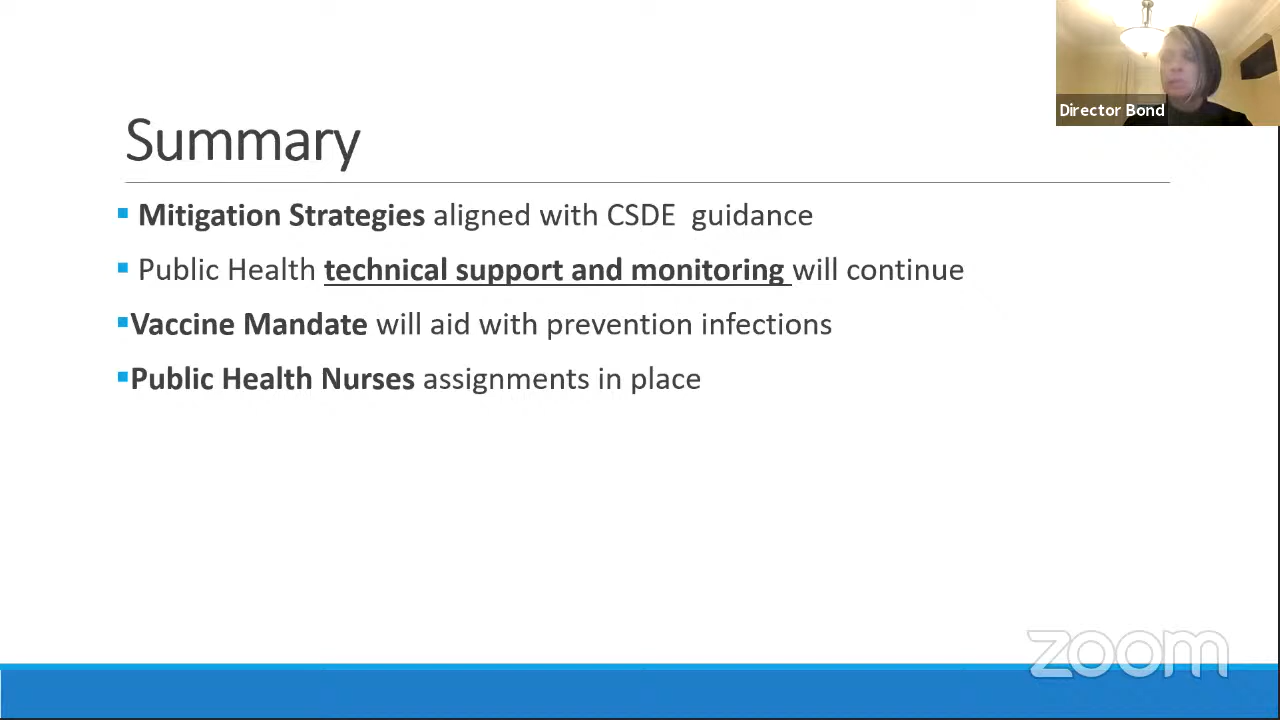 Director Bond
Summary
Mitigation Strategies aligned with CSDE  guidance
Public Health technical support and monitoring will continue
Vaccine Mandate will aid with prevention infections
Public Health Nurses assignments in place
zoom